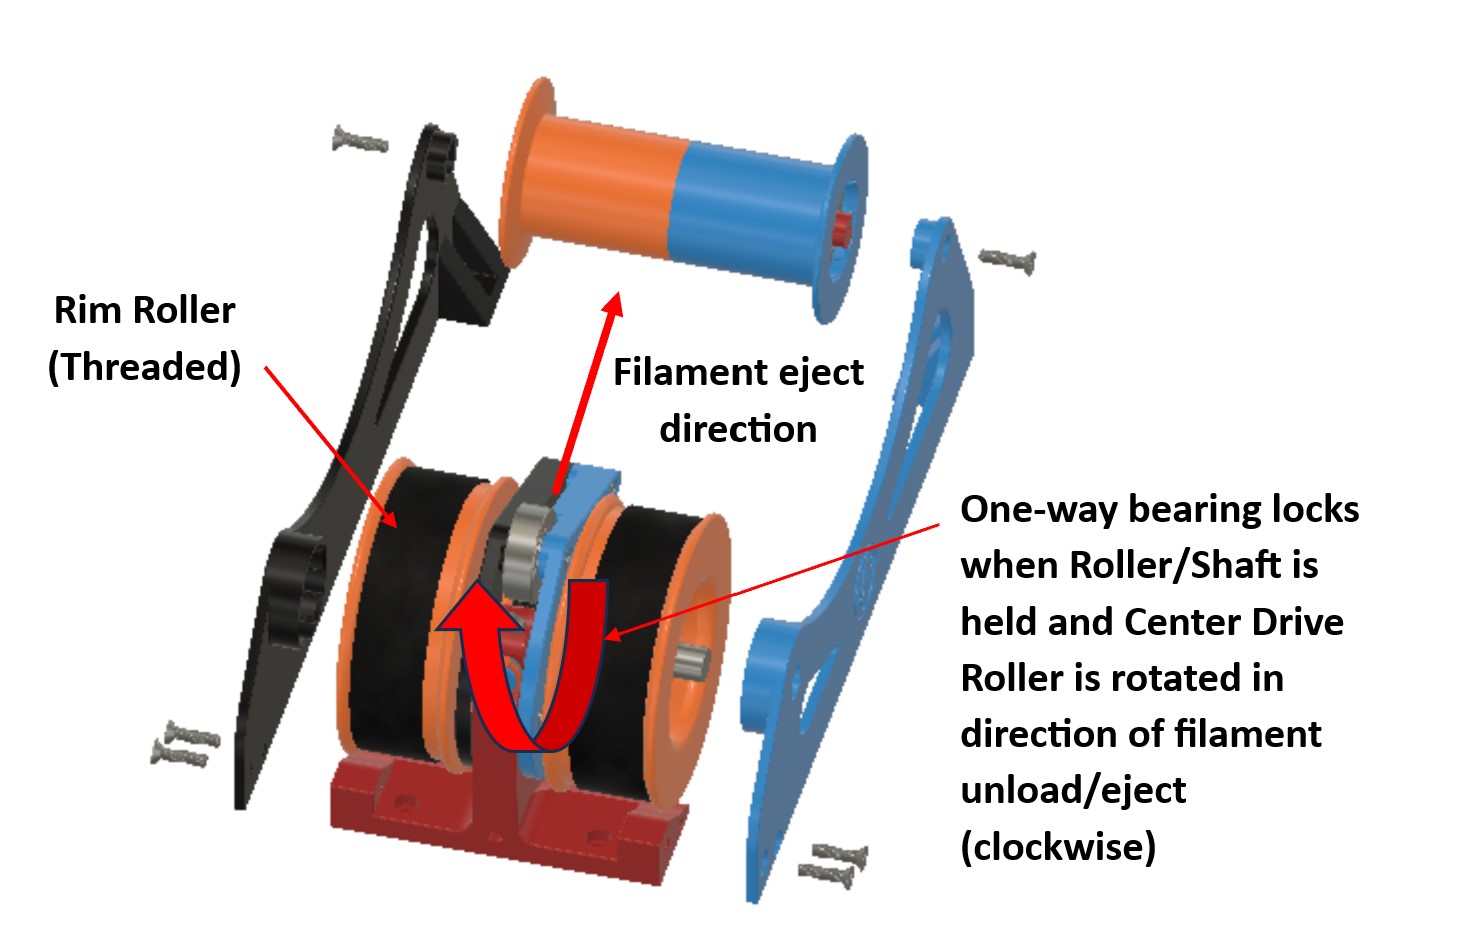 Rim Roller
(Threaded)
Filament eject
direction
One-way bearing locks
when Roller/Shaft is
held and Center Drive
Roller is rotated in
direction of filament
unload/eject
(clockwise)